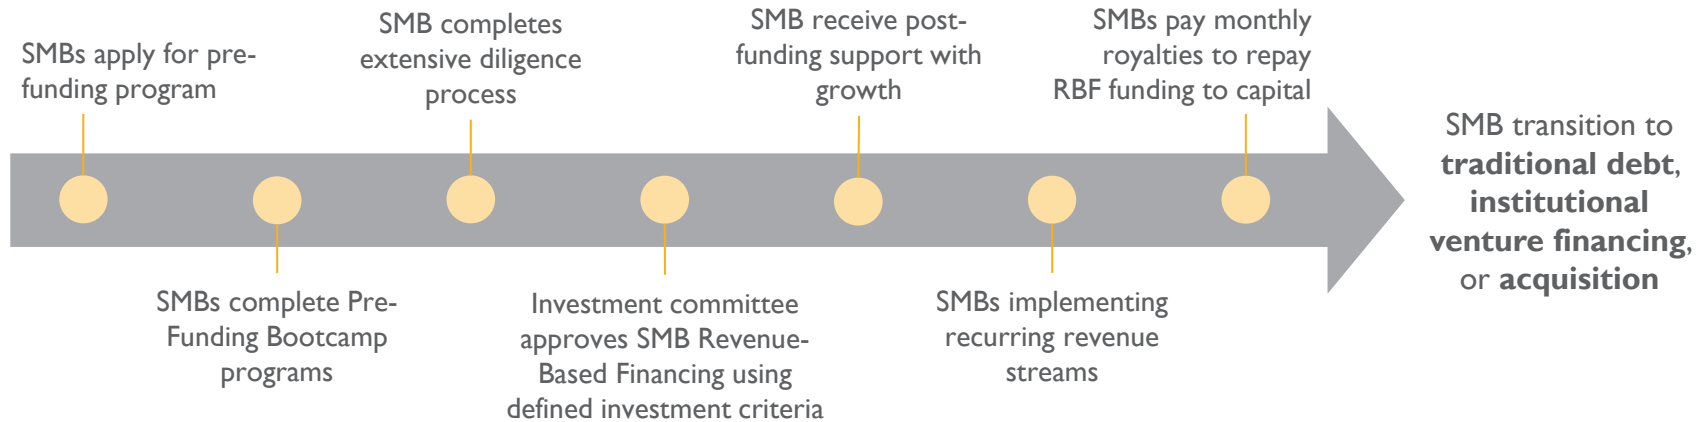 SMBs apply for pre-
funding program
SMBs complete Pre-
Funding Bootcamp
programs
SMB completes
extensive diligence
process
Investment committee
approves SMB Revenue-
Based Financing using
defined investment criteria
SMB receive post-
funding support with
growth
SMBs implementing
recurring revenue
streams
SMBs pay monthly
royalties to repay
RBF funding to capital
SMB transition to
traditional debt,
institutional
venture financing,
or acquisition